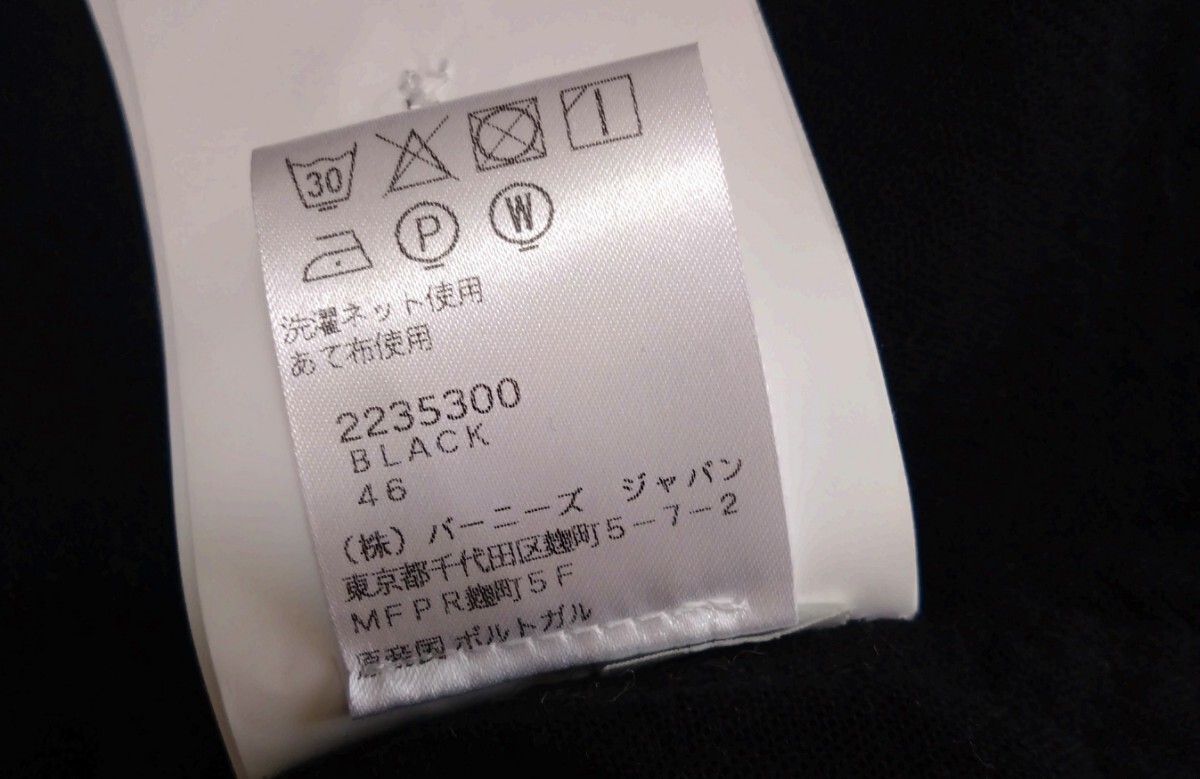 30
P W
洗濯ネット使用
あて布使用
2235300
BLACK
46
(株) バーニーズ ジャパン
東京都千代田区麹町5-7-2
MFPR麹町5F
原発国 ポルトガル